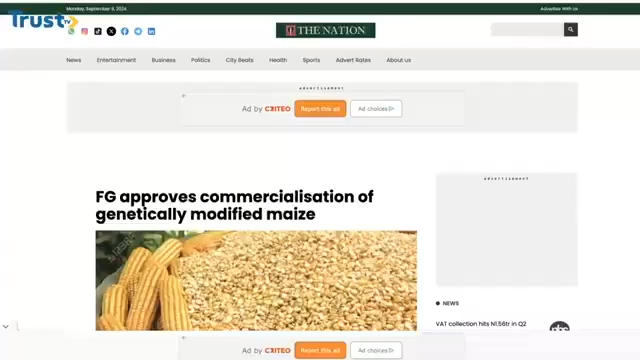 Monday, September 9, 2024
Advertise With Us
Trust
TV
THE NATION
News Entertainment Business Politics City Beats Health Sports Advert Rates About us
advertisement
Ad by CRITEO Report this ad Ad choices
advertisement
FG approves commercialisation of
genetically modified maize
NEWS
VAT collection hits N1.56tr in Q2
Ad by CRITEO Report this ad Ad choices